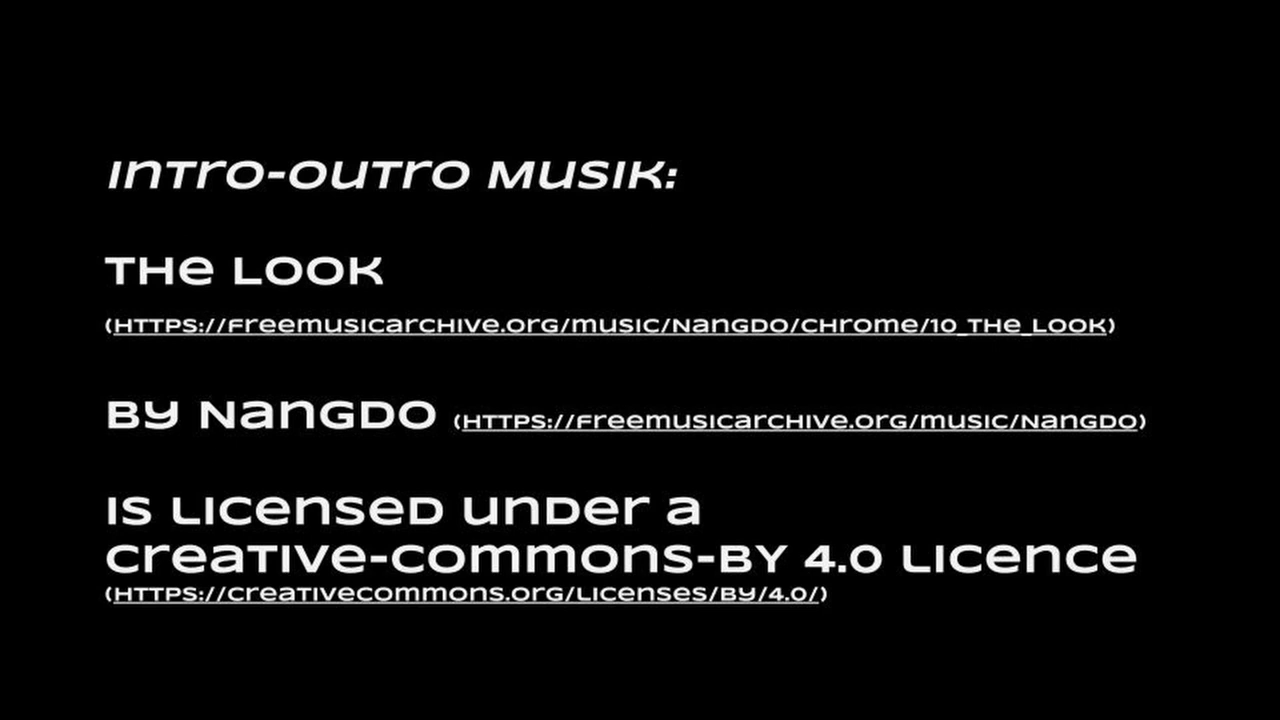 Intro-Outro Musik:
The Look
(https://freemusicarchive.org/music/Nangdo/Chrome/10_The_Look)
By Nangdo (https://freemusicarchive.org/music/Nangdo)
is licensed under a
Creative-Commons-BY 4.0 Licence
(https://creativecommons.org/licenses/by/4.0/)